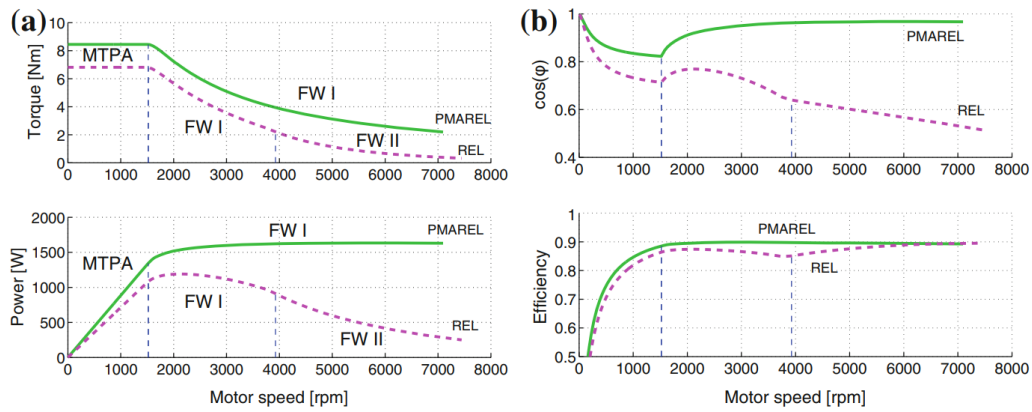 (a)
Torque [Nm]
10
8
6
4
2
0
MTPA
FW I
FW I
FW II
PMAREL
REL
0 1000 2000 3000 4000 5000 6000 7000 8000
Power [W]
2000
1500
1000
500
0
MTPA
FW I
FW I
FW II
PMAREL
REL
0 1000 2000 3000 4000 5000 6000 7000 8000
Motor speed [rpm]
(b)
cos(φ)
1
0.8
0.6
0.4
PMAREL
REL
0 1000 2000 3000 4000 5000 6000 7000 8000
Efficiency
1
0.9
0.8
0.7
0.6
0.5
PMAREL
REL
0 1000 2000 3000 4000 5000 6000 7000 8000
Motor speed [rpm]